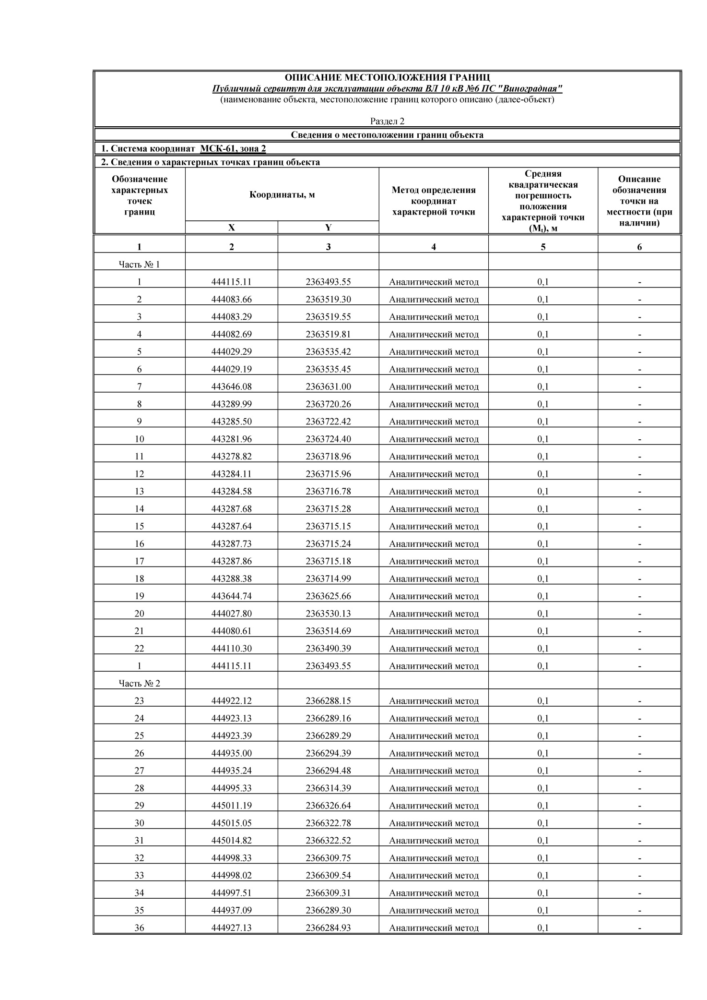 ОПИСАНИЕ МЕСТОПОЛОЖЕНИЯ ГРАНИЦ
Публичный сервитут для эксплуатации объекта ВЛ 10 кВ №6 ПС "Виноградная"
(наименование объекта, местоположение границ которого описано (далее-объект)
Раздел 2
Сведения о местоположении границ объекта
1. Система координат МСК-61, зона 2
2. Сведения о характерных точках границ объекта
Обозначение характерных точек границ
Координаты, м
X Y
Метод определения координат характерной точки
Средняя квадратическая погрешность положения характерной точки (Mt), м
Описание обозначения точки на местности (при наличии)
1 2 3 4 5 6
Часть № 1
1 444115.11 2363493.55 Аналитический метод 0,1 -
2 444083.66 2363519.30 Аналитический метод 0,1 -
3 444083.29 2363519.55 Аналитический метод 0,1 -
4 444082.69 2363519.81 Аналитический метод 0,1 -
5 444029.29 2363535.42 Аналитический метод 0,1 -
6 444029.19 2363535.45 Аналитический метод 0,1 -
7 443646.08 2363631.00 Аналитический метод 0,1 -
8 443289.99 2363720.26 Аналитический метод 0,1 -
9 443285.50 2363722.42 Аналитический метод 0,1 -
10 443281.96 2363724.40 Аналитический метод 0,1 -
11 443278.82 2363718.96 Аналитический метод 0,1 -
12 443284.11 2363715.96 Аналитический метод 0,1 -
13 443284.58 2363716.78 Аналитический метод 0,1 -
14 443287.68 2363715.28 Аналитический метод 0,1 -
15 443287.64 2363715.15 Аналитический метод 0,1 -
16 443287.73 2363715.24 Аналитический метод 0,1 -
17 443287.86 2363715.18 Аналитический метод 0,1 -
18 443288.38 2363714.99 Аналитический метод 0,1 -
19 443644.74 2363625.66 Аналитический метод 0,1 -
20 444027.80 2363530.13 Аналитический метод 0,1 -
21 444080.61 2363514.69 Аналитический метод 0,1 -
22 444110.30 2363490.39 Аналитический метод 0,1 -
1 444115.11 2363493.55 Аналитический метод 0,1 -
Часть № 2
23 444922.12 2366288.15 Аналитический метод 0,1 -
24 444923.13 2366289.16 Аналитический метод 0,1 -
25 444923.39 2366289.29 Аналитический метод 0,1 -
26 444935.00 2366294.39 Аналитический метод 0,1 -
27 444935.24 2366294.48 Аналитический метод 0,1 -
28 444995.33 2366314.39 Аналитический метод 0,1 -
29 445011.19 2366326.64 Аналитический метод 0,1 -
30 445015.05 2366322.78 Аналитический метод 0,1 -
31 445014.82 2366322.52 Аналитический метод 0,1 -
32 444998.33 2366309.75 Аналитический метод 0,1 -
33 444998.02 2366309.54 Аналитический метод 0,1 -
34 444997.51 2366309.31 Аналитический метод 0,1 -
35 444937.09 2366289.30 Аналитический метод 0,1 -
36 444927.13 2366284.93 Аналитический метод 0,1 -